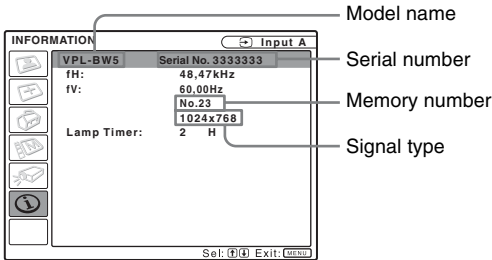 Model name
INFORMATION Input A
VPL-BW5 Serial No. 3333333 Serial number
fH: 48,47kHz
fV: 60,00Hz
No.23 Memory number
1024x768
Lamp Timer: 2 H Signal type
Sel: Exit: MENU